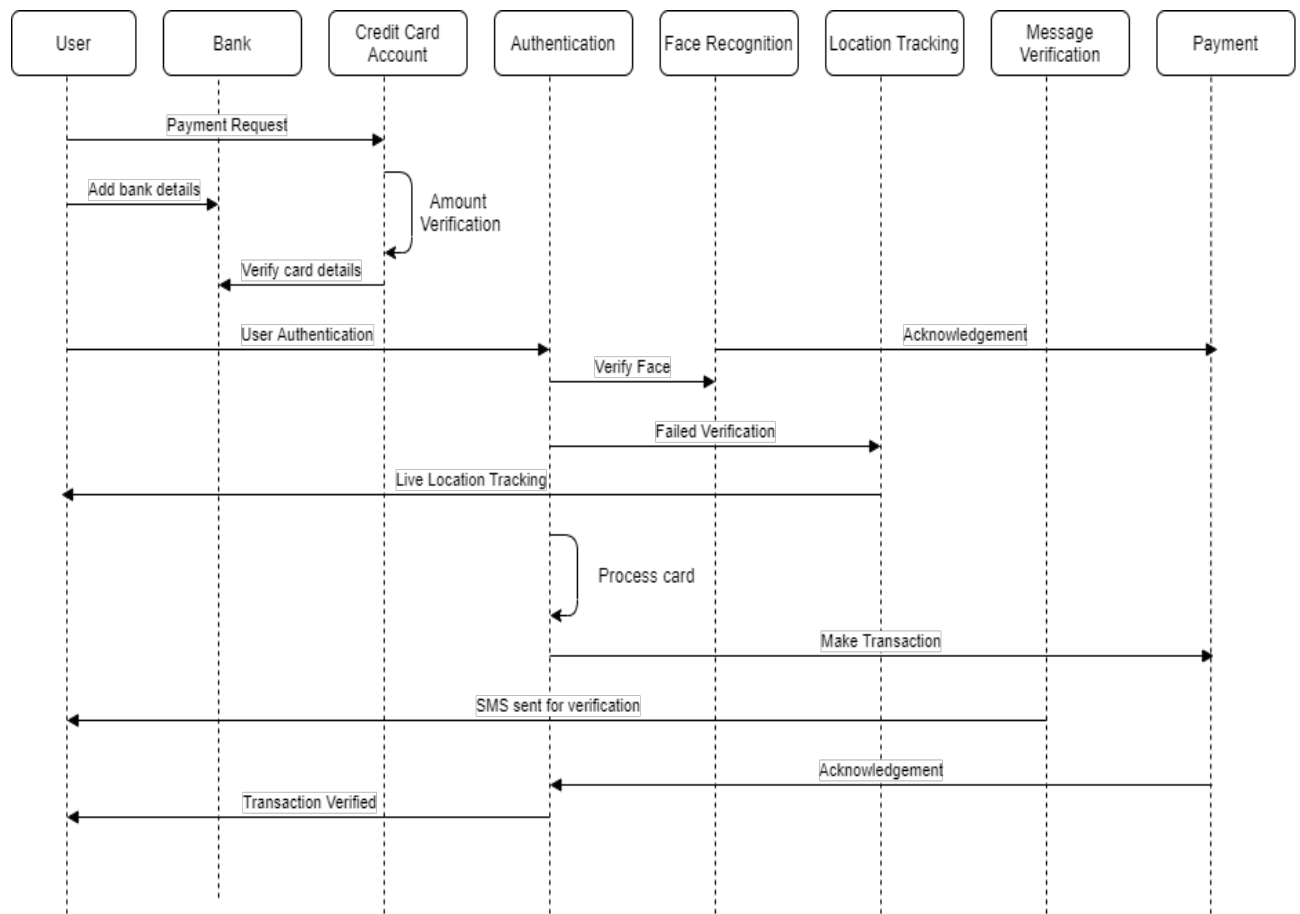 User
Bank
Credit Card
Account
Authentication
Face Recognition
Location Tracking
Message
Verification
Payment
Payment Request
Add bank details
Amount
Verification
Verify card details
User Authentication
Acknowledgement
Verify Face
Failed Verification
Live Location Tracking
Process card
Make Transaction
SMS sent for verification
Acknowledgement
Transaction Verified